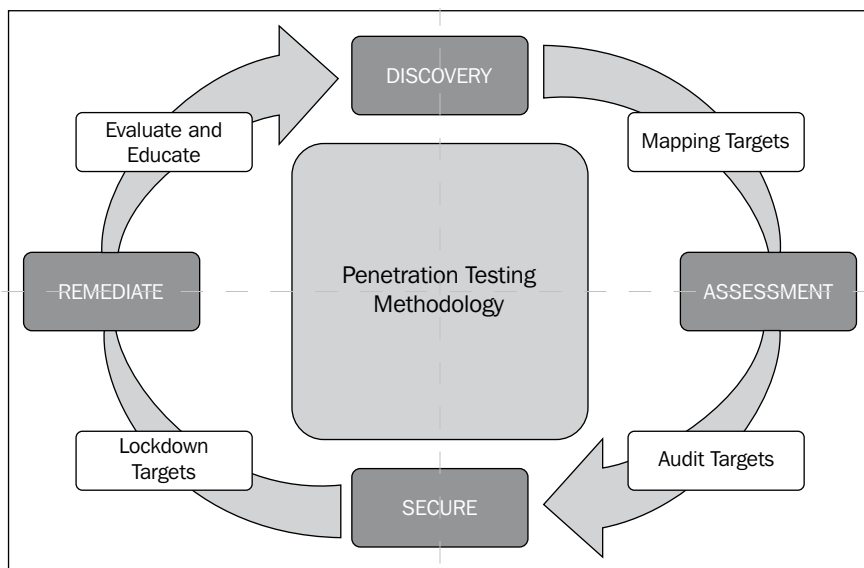 DISCOVERY
Evaluate and
Educate
Mapping Targets
Penetration Testing
Methodology
REMEDIATE
ASSESSMENT
Lockdown
Targets
Audit Targets
SECURE